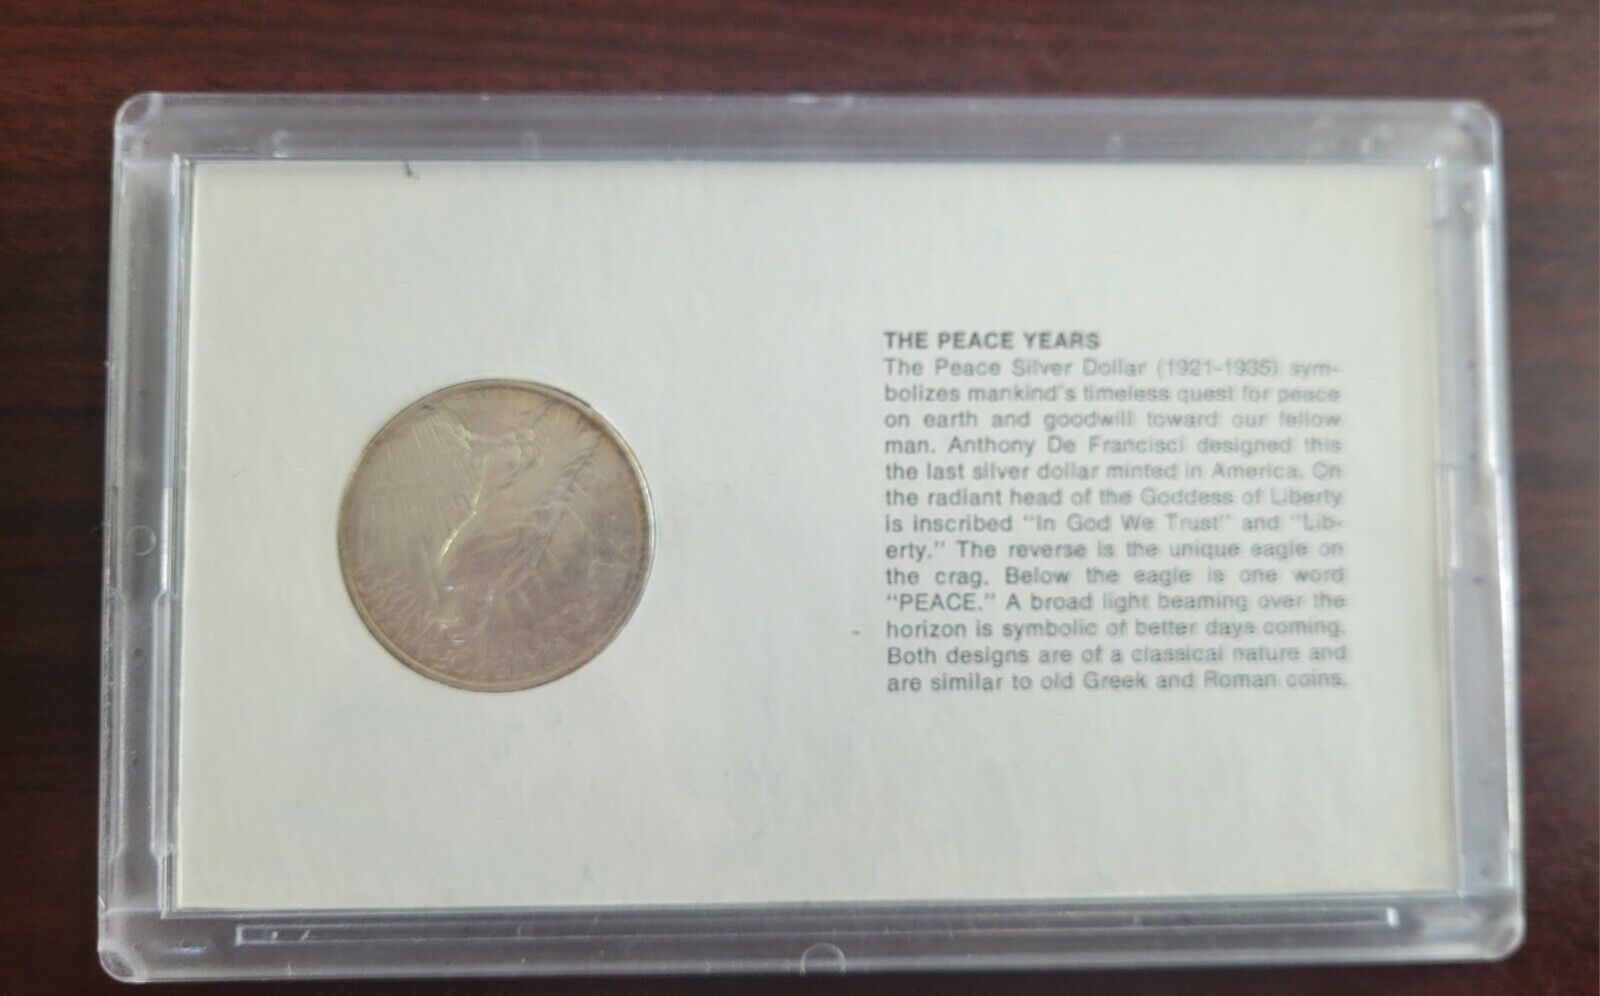 THE PEACE YEARS
The Peace Silver Dollar (1921-1935) sym-
bolizes mankind's timeless quest for peace
on earth and goodwill toward our fellow
man. Anthony De Francisci designed this
the last silver dollar minted in America. On
the radiant head of the Goddess of Liberty
is inscribed "In God We Trust" and "Lib-
erty." The reverse is the unique eagle on
the crag. Below the eagle is one word
"PEACE." A broad light beaming over the
horizon is symbolic of better days coming.
Both designs are of a classical nature and
are similar to old Greek and Roman coins.